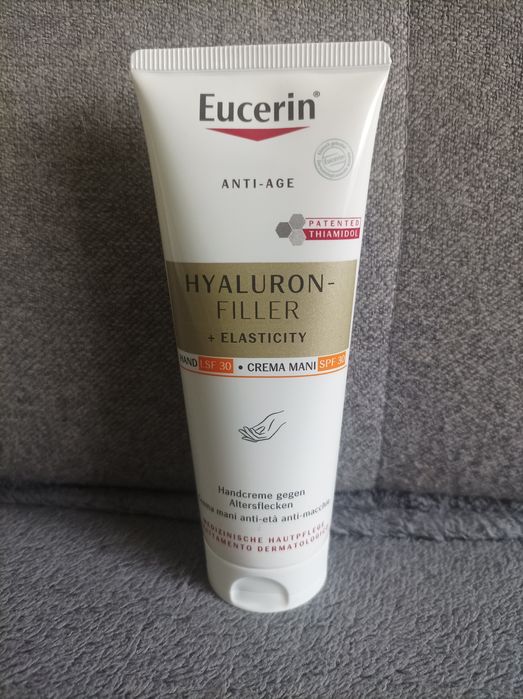 Eucerin®
Eucerin
ANTI-AGE
PATENTED
THIAMIDOL
HYALURON-
FILLER
+ ELASTICITY
HAND LSF 30 • CREMA MANI SPF 30
Handcreme gegen
Altersflecken
Crema mani anti-età anti-macchie
MEDIZINISCHE HAUTPFLEGE
TRATTAMENTO DERMATOLOGICO